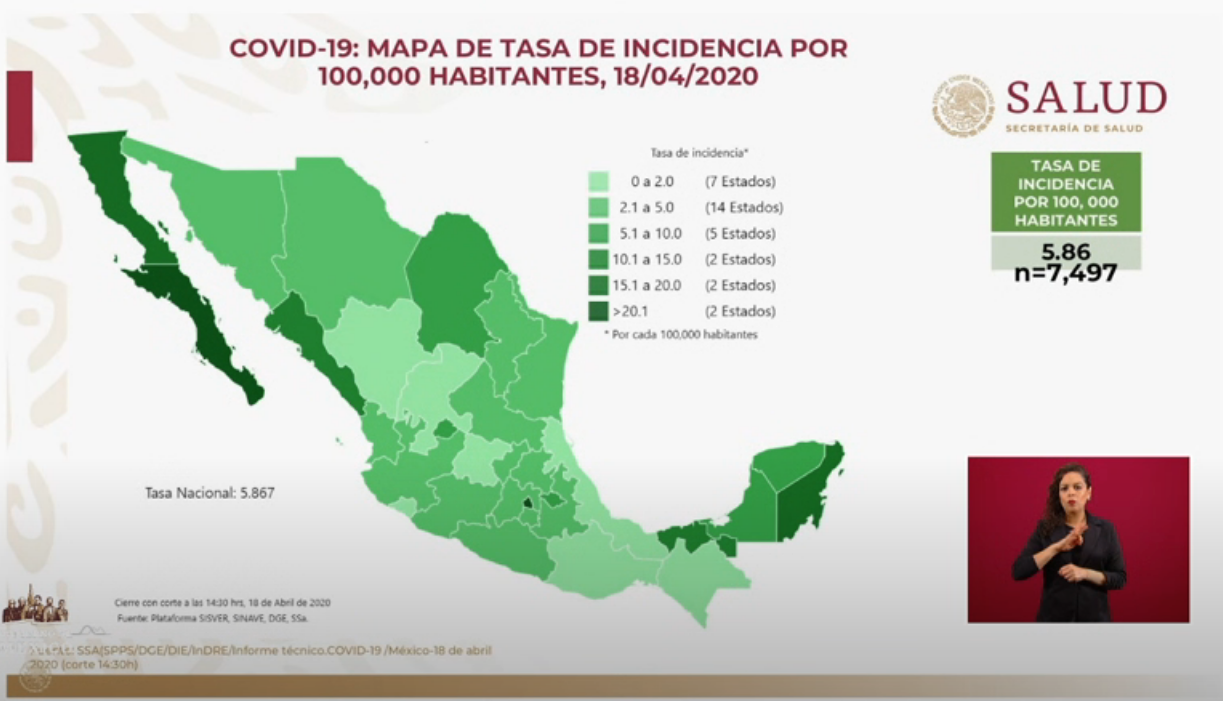 COVID-19: MAPA DE TASA DE INCIDENCIA POR
100,000 HABITANTES, 18/04/2020
SALUD
SECRETARÍA DE SALUD
TASA DE
INCIDENCIA
POR 100, 000
HABITANTES
5.86
n=7,497
Tasa de incidencia*
0 a 2.0 (7 Estados)
2.1 a 5.0 (14 Estados)
5.1 a 10.0 (5 Estados)
10.1 a 15.0 (2 Estados)
15.1 a 20.0 (2 Estados)
>20.1 (2 Estados)
* Por cada 100,000 habitantes
Tasa Nacional: 5.867
Cierre con corte a las 14:30 hrs, 18 de Abril de 2020
Fuente: Plataforma SISVER, SINAVE, DGE, SSa.
SSA(SPPS/DGE/DIE/InDRE/Informe técnico.COVID-19 /México-18 de abril
2020 (corte 14:30h)